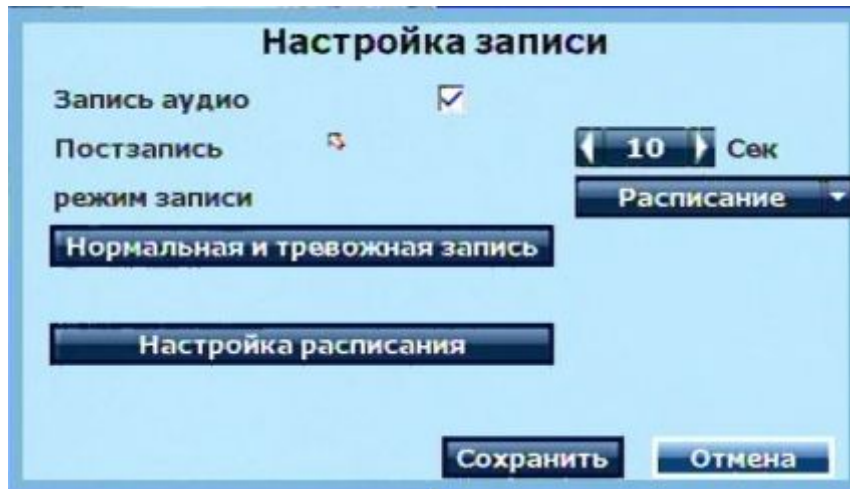 Настройка записи
Запись аудио
Постзапись 10 Сек
режим записи Расписание
Нормальная и тревожная запись
Настройка расписания
Сохранить Отмена